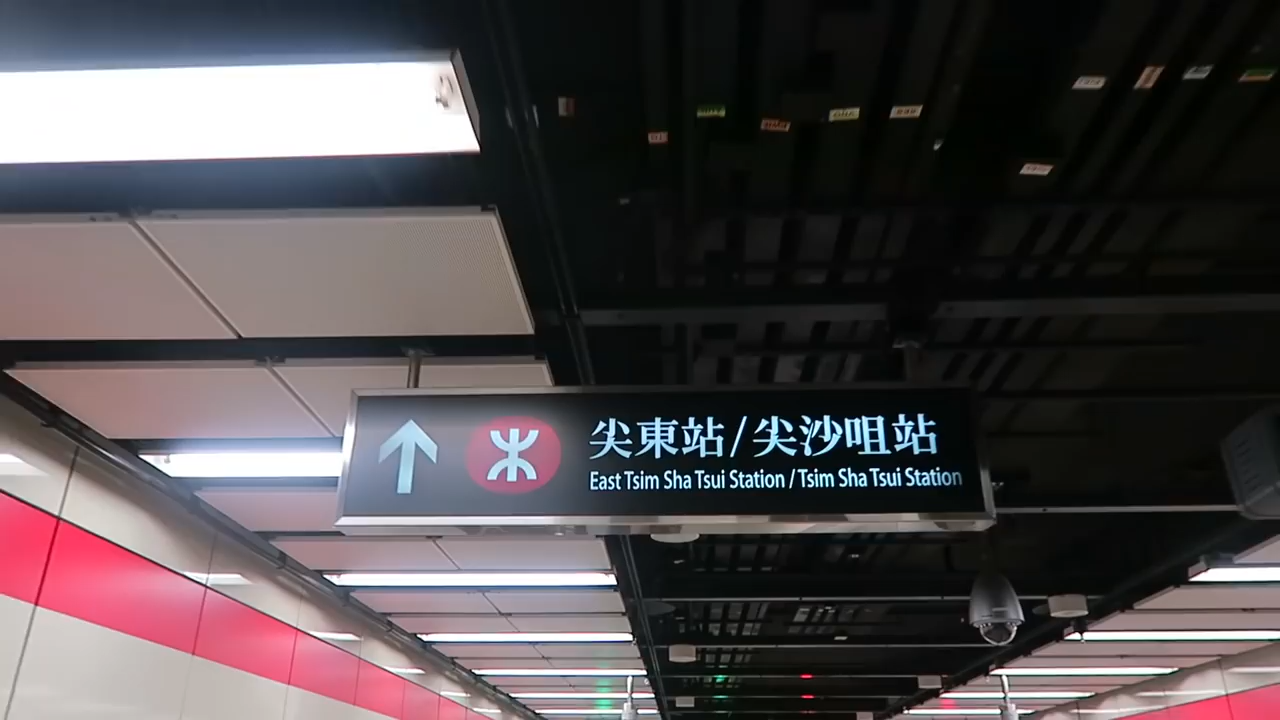 尖東站/尖沙咀站
East Tsim Sha Tsui Station / Tsim Sha Tsui Station